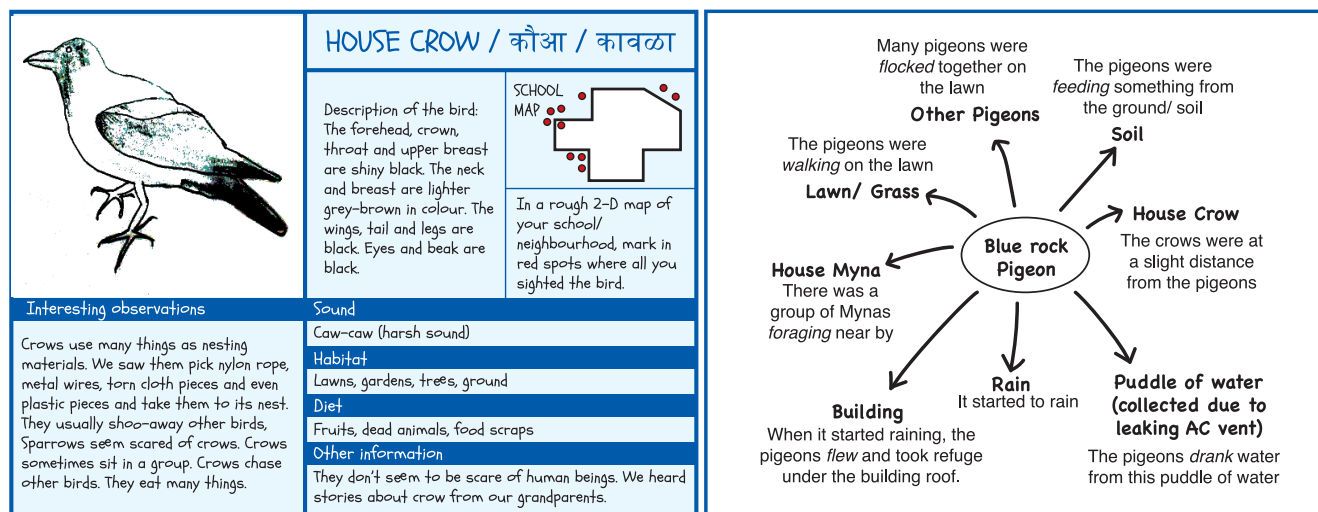 HOUSE CROW / कौआ / कावळा
Description of the bird:
The forehead, crown,
throat and upper breast
are shiny black. The neck
and breast are lighter
grey-brown in colour. The
wings, tail and legs are
black. Eyes and beak are
black.
SCHOOL
MAP
In a rough 2-D map of
your school/
neighbourhood, mark in
red spots where all you
sighted the bird.
Interesting observations
Crows use many things as nesting
materials. We saw them pick nylon rope,
metal wires, torn cloth pieces and even
plastic pieces and take them to its nest.
They usually shoo-away other birds,
Sparrows seem scared of crows. Crows
sometimes sit in a group. Crows chase
other birds. They eat many things.
Sound
Caw-caw (harsh sound)
Habitat
Lawns, gardens, trees, ground
Diet
Fruits, dead animals, food scraps
Other information
They don't seem to be scare of human beings. We heard
stories about crow from our grandparents.
Many pigeons were
flocked together on
the lawn
Other Pigeons
The pigeons were
feeding something from
the ground/ soil
Soil
The pigeons were
walking on the lawn
Lawn/ Grass
House Crow
The crows were at
a slight distance
from the pigeons
Blue rock
Pigeon
House Myna
There was a
group of Mynas
foraging near by
Building
When it started raining, the
pigeons flew and took refuge
under the building roof.
Rain
It started to rain
Puddle of water
(collected due to
leaking AC vent)
The pigeons drank water
from this puddle of water